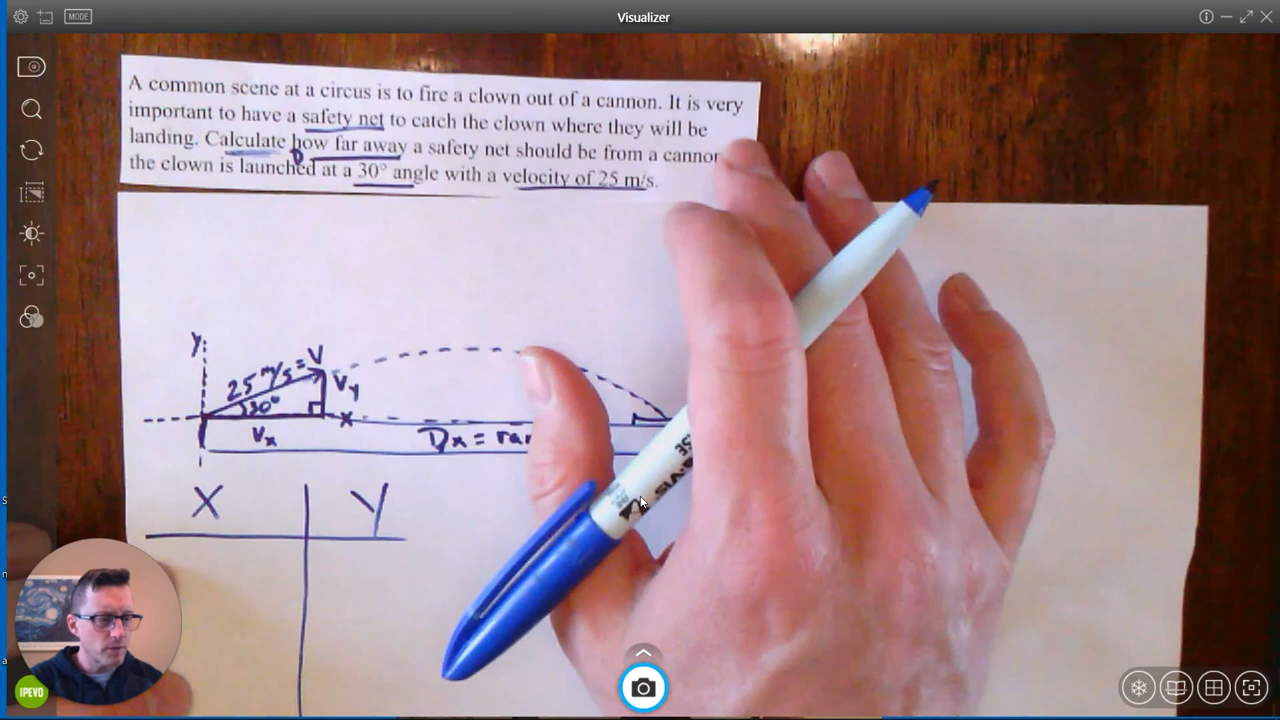 Visualizer
MODE
A common scene at a circus is to fire a clown out of a cannon. It is very
important to have a safety net to catch the clown where they will be
landing. Calculate how far away a safety net should be from a cannon
the clown is launched at a 30° angle with a velocity of 25 m/s.
y
25 m/s = V
30°
Vy
x
Vx
Dx = ran
X Y
IPEVO